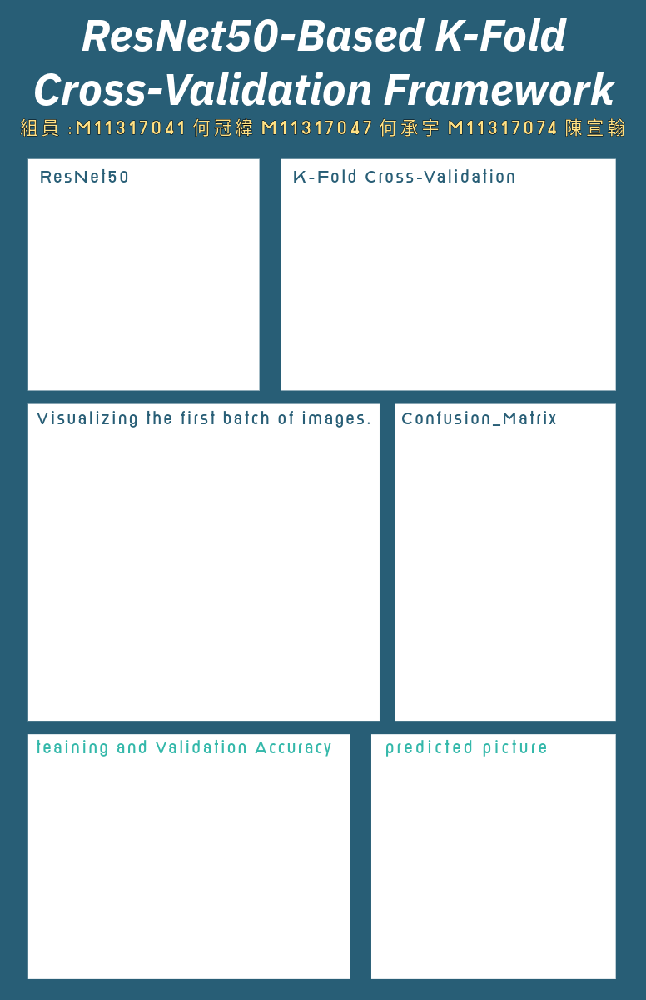 ResNet50-Based K-Fold
Cross-Validation Framework
組員 :M11317041 何冠緯 M11317047 何承宇 M11317074 陳宣翰
ResNet50
K-Fold Cross-Validation
Visualizing the first batch of images.
Confusion_Matrix
teaining and Validation Accuracy
predicted picture